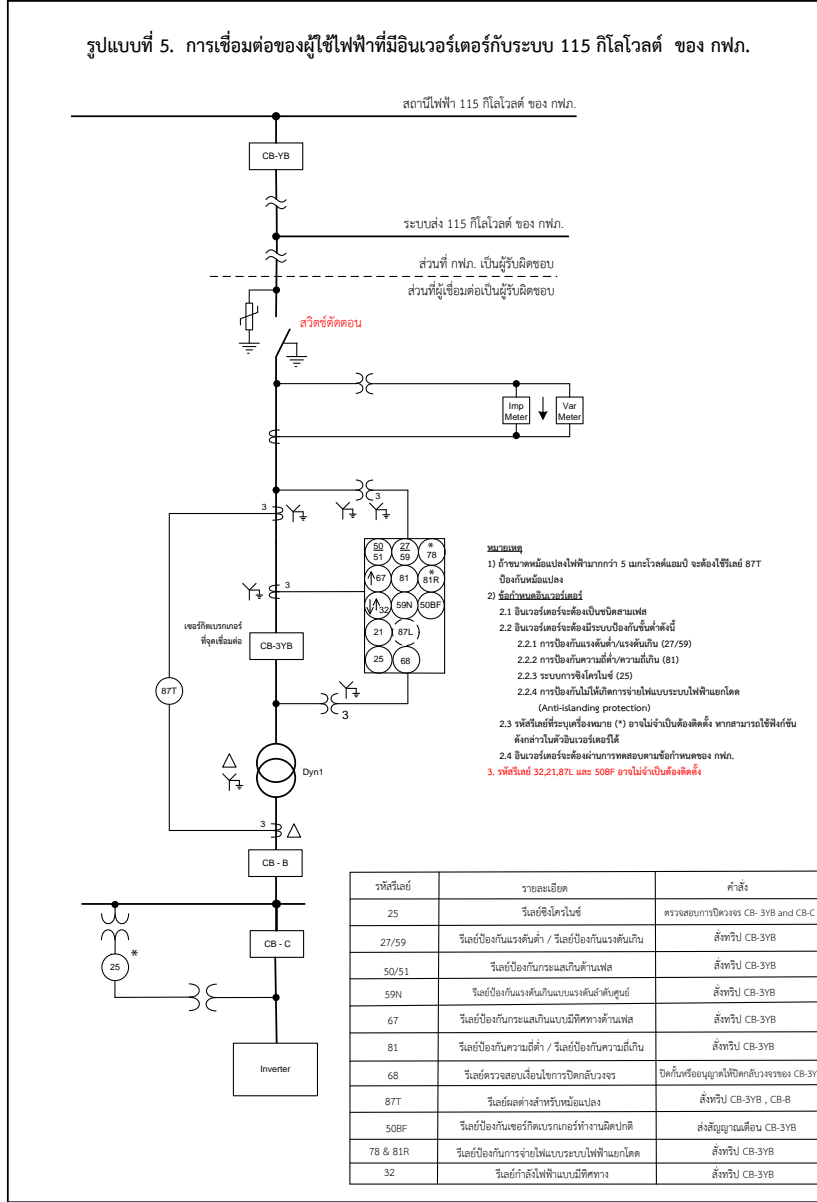 รูปแบบที่ 5. การเชื่อมต่อของผู้ใช้ไฟฟ้าที่มีอินเวอร์เตอร์กับระบบ 115 กิโลโวลต์ ของ กฟภ.
สถานีไฟฟ้า 115 กิโลโวลต์ ของ กฟภ.
CB-YB
ระบบส่ง 115 กิโลโวลต์ ของ กฟภ.
ส่วนที่ กฟภ. เป็นผู้รับผิดชอบ
ส่วนที่ผู้เชื่อมต่อเป็นผู้รับผิดชอบ
สวิตซ์ตัดตอน
Imp
Meter
Var
Meter
3
3
50
51
27
59
*
78
67
81
*
81R
3
32
59N
50BF
21
87L
25
68
เซอร์กิตเบรกเกอร์
ที่จุดเชื่อมต่อ
CB-3YB
87T
3
Dyn1
3
CB - B
CB - C
25
*
Inverter
หมายเหตุ
1) ถ้าขนาดหม้อแปลงไฟฟ้ามากกว่า 5 เมกะโวลต์แอมป์ จะต้องใช้รีเลย์ 87T
ป้องกันหม้อแปลง
2) ข้อกำหนดอินเวอร์เตอร์
2.1 อินเวอร์เตอร์จะต้องเป็นชนิดสามเฟส
2.2 อินเวอร์เตอร์จะต้องมีระบบป้องกันขั้นต่ำดังนี้
2.2.1 การป้องกันแรงดันต่ำ/แรงดันเกิน (27/59)
2.2.2 การป้องกันความถี่ต่ำ/ความถี่เกิน (81)
2.2.3 ระบบการซิงโครไนซ์ (25)
2.2.4 การป้องกันไม่ให้เกิดการจ่ายไฟแบบระบบไฟฟ้าแยกโดด
(Anti-islanding protection)
2.3 รหัสรีเลย์ที่ระบุเครื่องหมาย (*) อาจไม่จำเป็นต้องติดตั้ง หากสามารถใช้ฟังก์ชัน
ดังกล่าวในตัวอินเวอร์เตอร์ได้
2.4 อินเวอร์เตอร์จะต้องผ่านการทดสอบตามข้อกำหนดของ กฟภ.
3. รหัสรีเลย์ 32,21,87L และ 50BF อาจไม่จำเป็นต้องติดตั้ง
รหัสรีเลย์ รายละเอียด คำสั่ง
25 รีเลย์ซิงโครไนซ์ ตรวจสอบการปิดวงจร CB- 3YB and CB-C
27/59 รีเลย์ป้องกันแรงดันต่ำ / รีเลย์ป้องกันแรงดันเกิน สั่งทริป CB-3YB
50/51 รีเลย์ป้องกันกระแสเกินด้านเฟส สั่งทริป CB-3YB
59N รีเลย์ป้องกันแรงดันเกินแบบแรงดันลำดับศูนย์ สั่งทริป CB-3YB
67 รีเลย์ป้องกันกระแสเกินแบบมีทิศทางด้านเฟส สั่งทริป CB-3YB
81 รีเลย์ป้องกันความถี่ต่ำ / รีเลย์ป้องกันความถี่เกิน สั่งทริป CB-3YB
68 รีเลย์ตรวจสอบเงื่อนไขการปิดกลับวงจร ปิดกั้นหรืออนุญาตให้ปิดกลับวงจรของ CB-3Y
87T รีเลย์ผลต่างสำหรับหม้อแปลง สั่งทริป CB-3YB , CB-B
50BF รีเลย์ป้องกันเซอร์กิตเบรกเกอร์ทำงานผิดปกติ ส่งสัญญาณเตือน CB-3YB
78 & 81R รีเลย์ป้องกันการจ่ายไฟแบบระบบไฟฟ้าแยกโดด สั่งทริป CB-3YB
32 รีเลย์กำลังไฟฟ้าแบบมีทิศทาง สั่งทริป CB-3YB